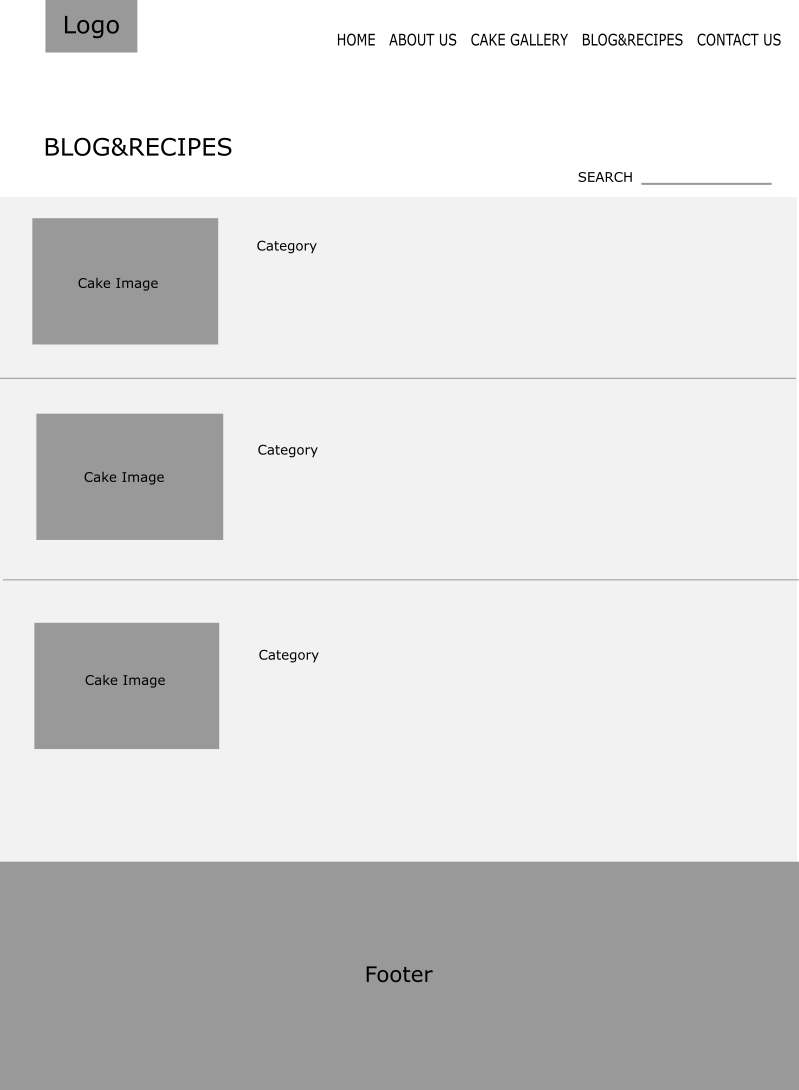 Logo
HOME ABOUT US CAKE GALLERY BLOG&RECIPES CONTACT US
BLOG&RECIPES
SEARCH
Category
Cake Image
Category
Cake Image
Category
Cake Image
Footer